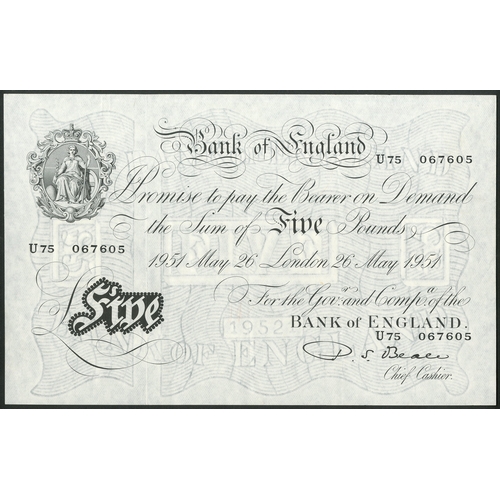 Bank of England
U75 067605
I Promise to pay the Bearer on Demand
the Sum of Five Pounds
U75 067605
1951 May 26 London 26 May 1951
£Five
For the Govr. and Compa. of the
BANK of ENGLAND.
U75 067605
P. S. Beale
Chief Cashier.